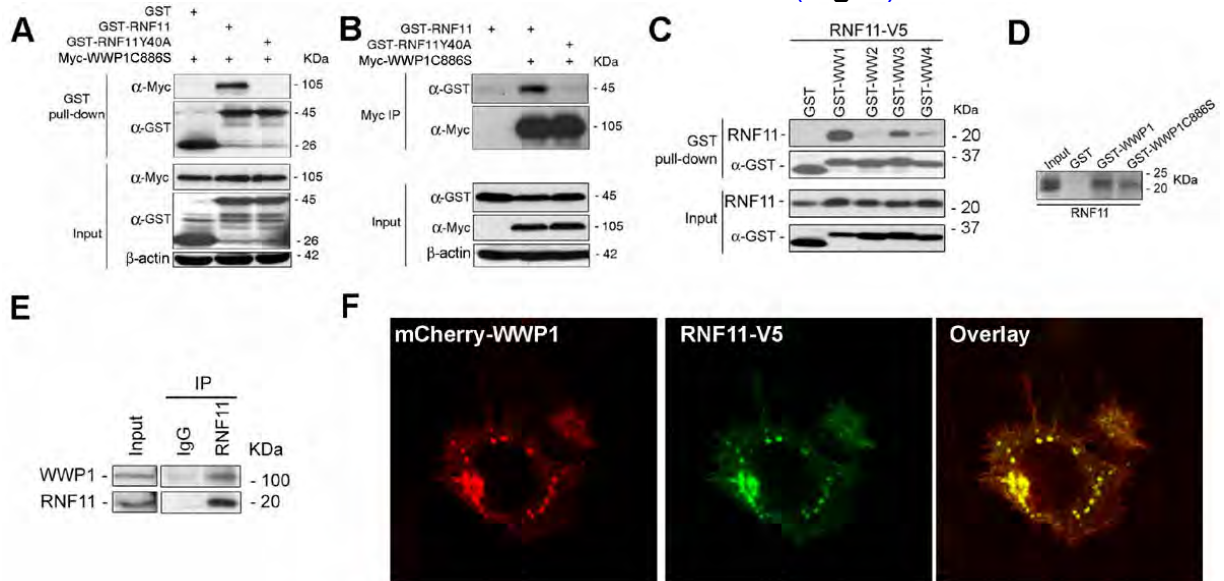 A
GST +
GST-RNF11 +
GST-RNF11Y40A +
Myc-WWP1C886S + + + KDa
GST pull-down
α-Myc - 105
α-GST - 45
- 26
Input
α-Myc - 105
α-GST - 45
- 26
β-actin - 42
B
GST-RNF11 + +
GST-RNF11Y40A +
Myc-WWP1C886S + + KDa
Myc IP
α-GST - 45
α-Myc - 105
Input
α-GST - 45
α-Myc - 105
β-actin - 42
C
RNF11-V5
GST
GST-WW1
GST-WW2
GST-WW3
GST-WW4
KDa
GST pull-down
RNF11 - - 20
α-GST - - 37
Input
RNF11 - - 20
α-GST - - 37
D
Input
GST
GST-WWP1
GST-WWP1C886S
- 25
- 20
KDa
RNF11
E
IP
Input
IgG
RNF11
KDa
WWP1 - - 100
RNF11 - - 20
F
mCherry-WWP1
RNF11-V5
Overlay